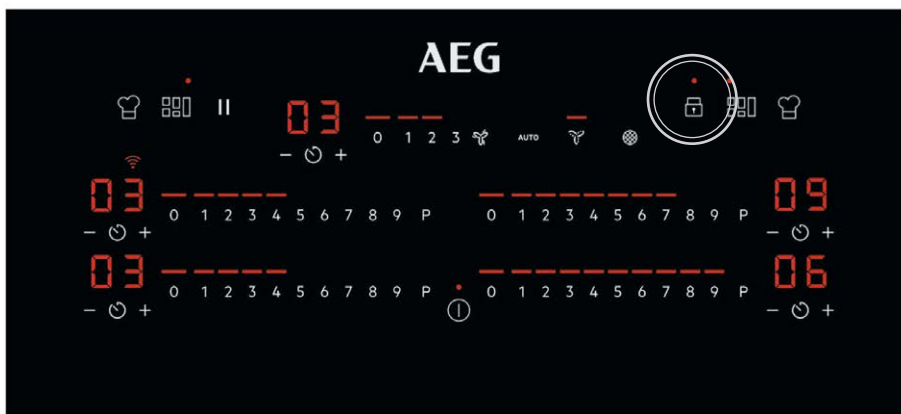 AEG
03
0 1 2 3 AUTO
- +
03 0 1 2 3 4 5 6 7 8 9 P
- +
0 1 2 3 4 5 6 7 8 9 P 09
- +
03 0 1 2 3 4 5 6 7 8 9 P
- +
0 1 2 3 4 5 6 7 8 9 P 06
- +